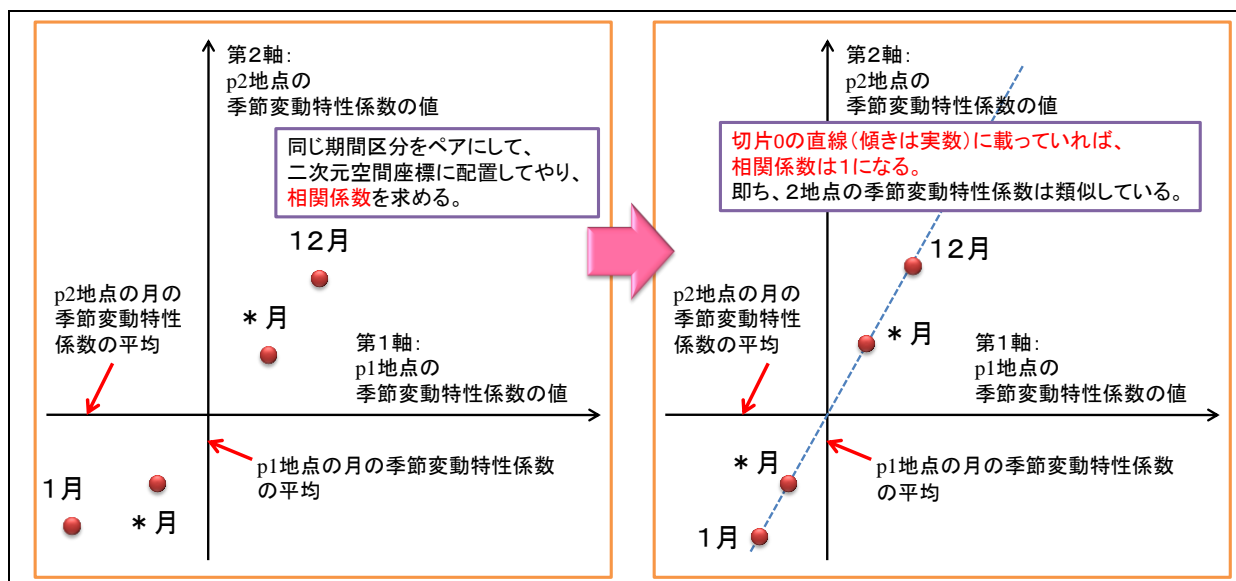 第2軸:
p2地点の
季節変動特性係数の値
同じ期間区分をペアにして、
二次元空間座標に配置してやり、
相関係数を求める。
12月
p2地点の月の
季節変動特性
係数の平均
*月
第1軸:
p1地点の
季節変動特性係数の値
p1地点の月の季節変動特性係数
の平均
1月
*月
第2軸:
p2地点の
季節変動特性係数の値
切片0の直線(傾きは実数)に載っていれば、
相関係数は1になる。
即ち、2地点の季節変動特性係数は類似している。
12月
p2地点の月の
季節変動特性
係数の平均
*月
第1軸:
p1地点の
季節変動特性係数の値
*月
p1地点の月の季節変動特性係数
の平均
1月